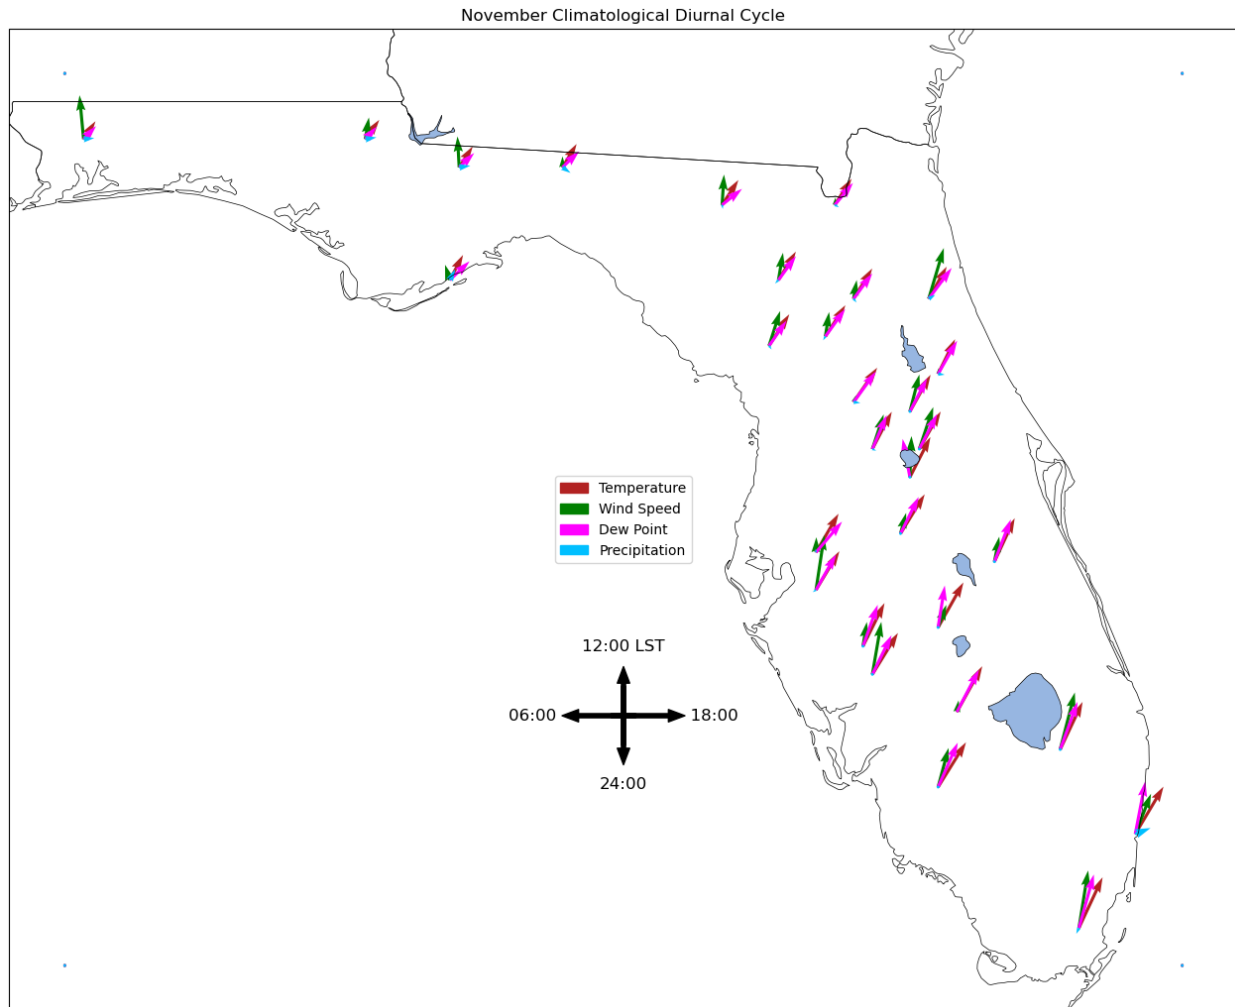 November Climatological Diurnal Cycle
Temperature
Wind Speed
Dew Point
Precipitation
12:00 LST
06:00
18:00
24:00